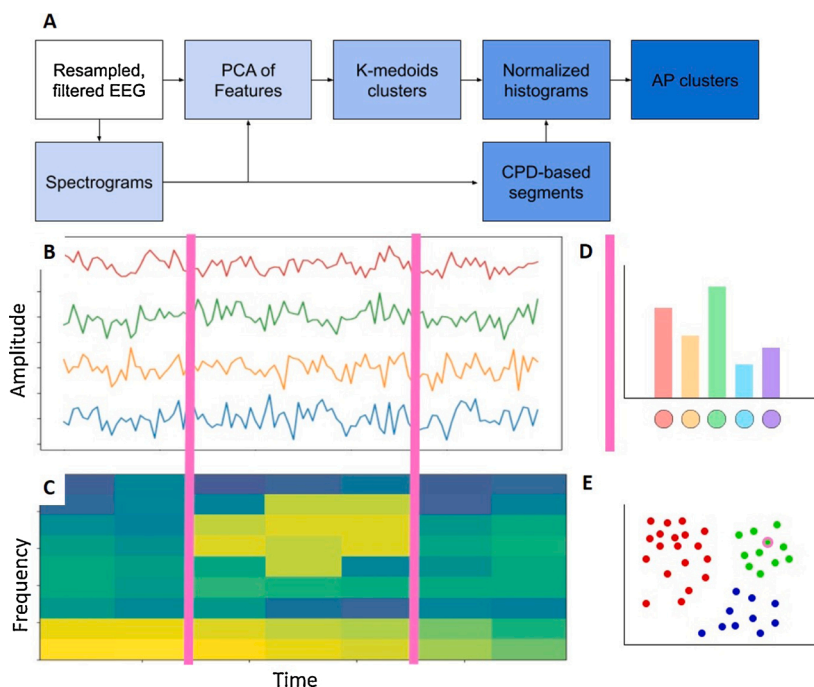 A
Resampled,
filtered EEG
PCA of
Features
K-medoids
clusters
Normalized
histograms
AP clusters
Spectrograms
CPD-based
segments
B
Amplitude
D
C
Frequency
Time
E